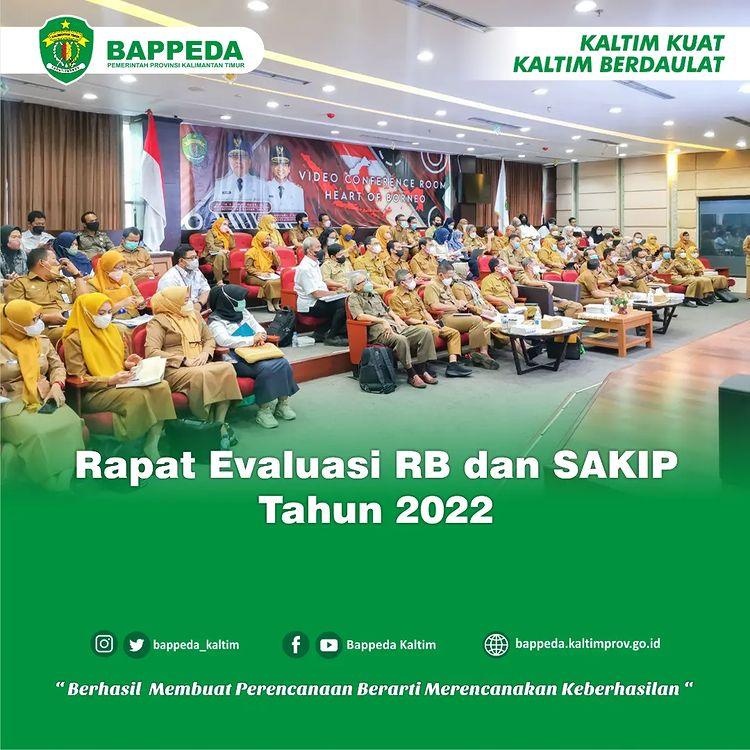 BAPPEDA
PEMERINTAH PROVINSI KALIMANTAN TIMUR
KALTIM KUAT
KALTIM BERDAULAT
VIDEO CONFERENCE ROOM
HEART OF BORNEO
Rapat Evaluasi RB dan SAKIP
Tahun 2022
bappeda_kaltim
Bappeda Kaltim
bappeda.kaltimprov.go.id
“ Berhasil Membuat Perencanaan Berarti Merencanakan Keberhasilan “